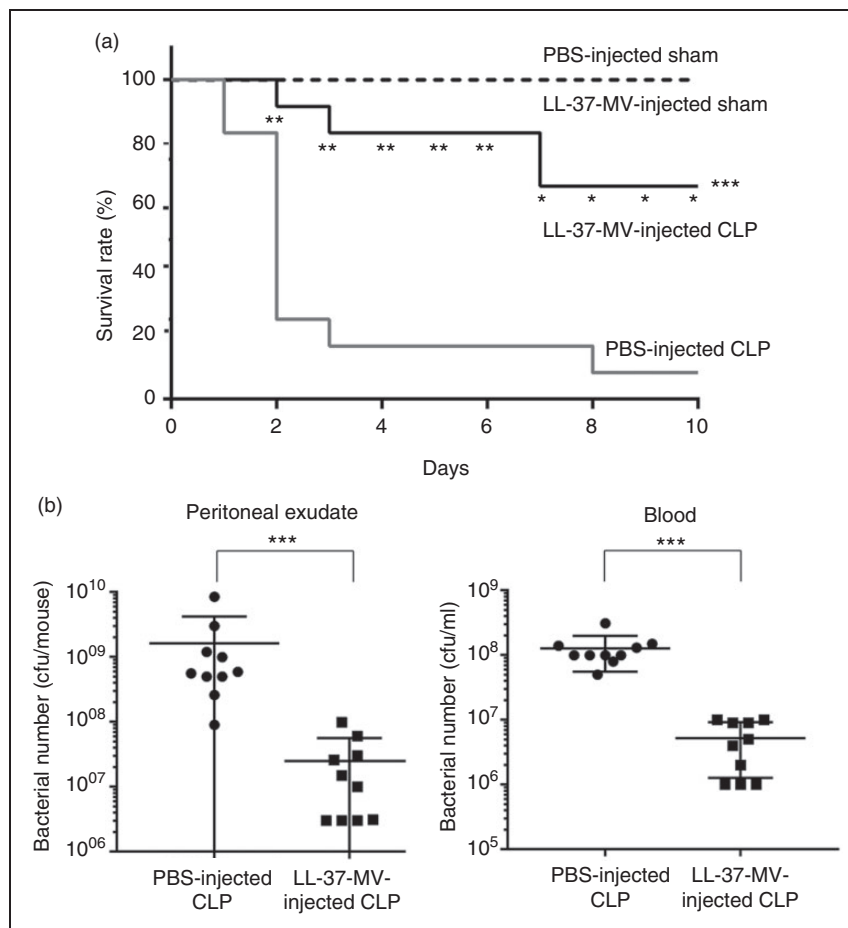 (a)
PBS-injected sham
LL-37-MV-injected sham
LL-37-MV-injected CLP
PBS-injected CLP
Survival rate (%)
100
80
60
40
20
0
** ** ** ** **
* * * * ***
0 2 4 6 8 10
Days
(b)
Peritoneal exudate
***
Bacterial number (cfu/mouse)
10^10
10^09
10^08
10^07
10^06
PBS-injected CLP
LL-37-MV-injected CLP
Blood
***
Bacterial number (cfu/ml)
10^9
10^8
10^7
10^6
10^5
PBS-injected CLP
LL-37-MV-injected CLP